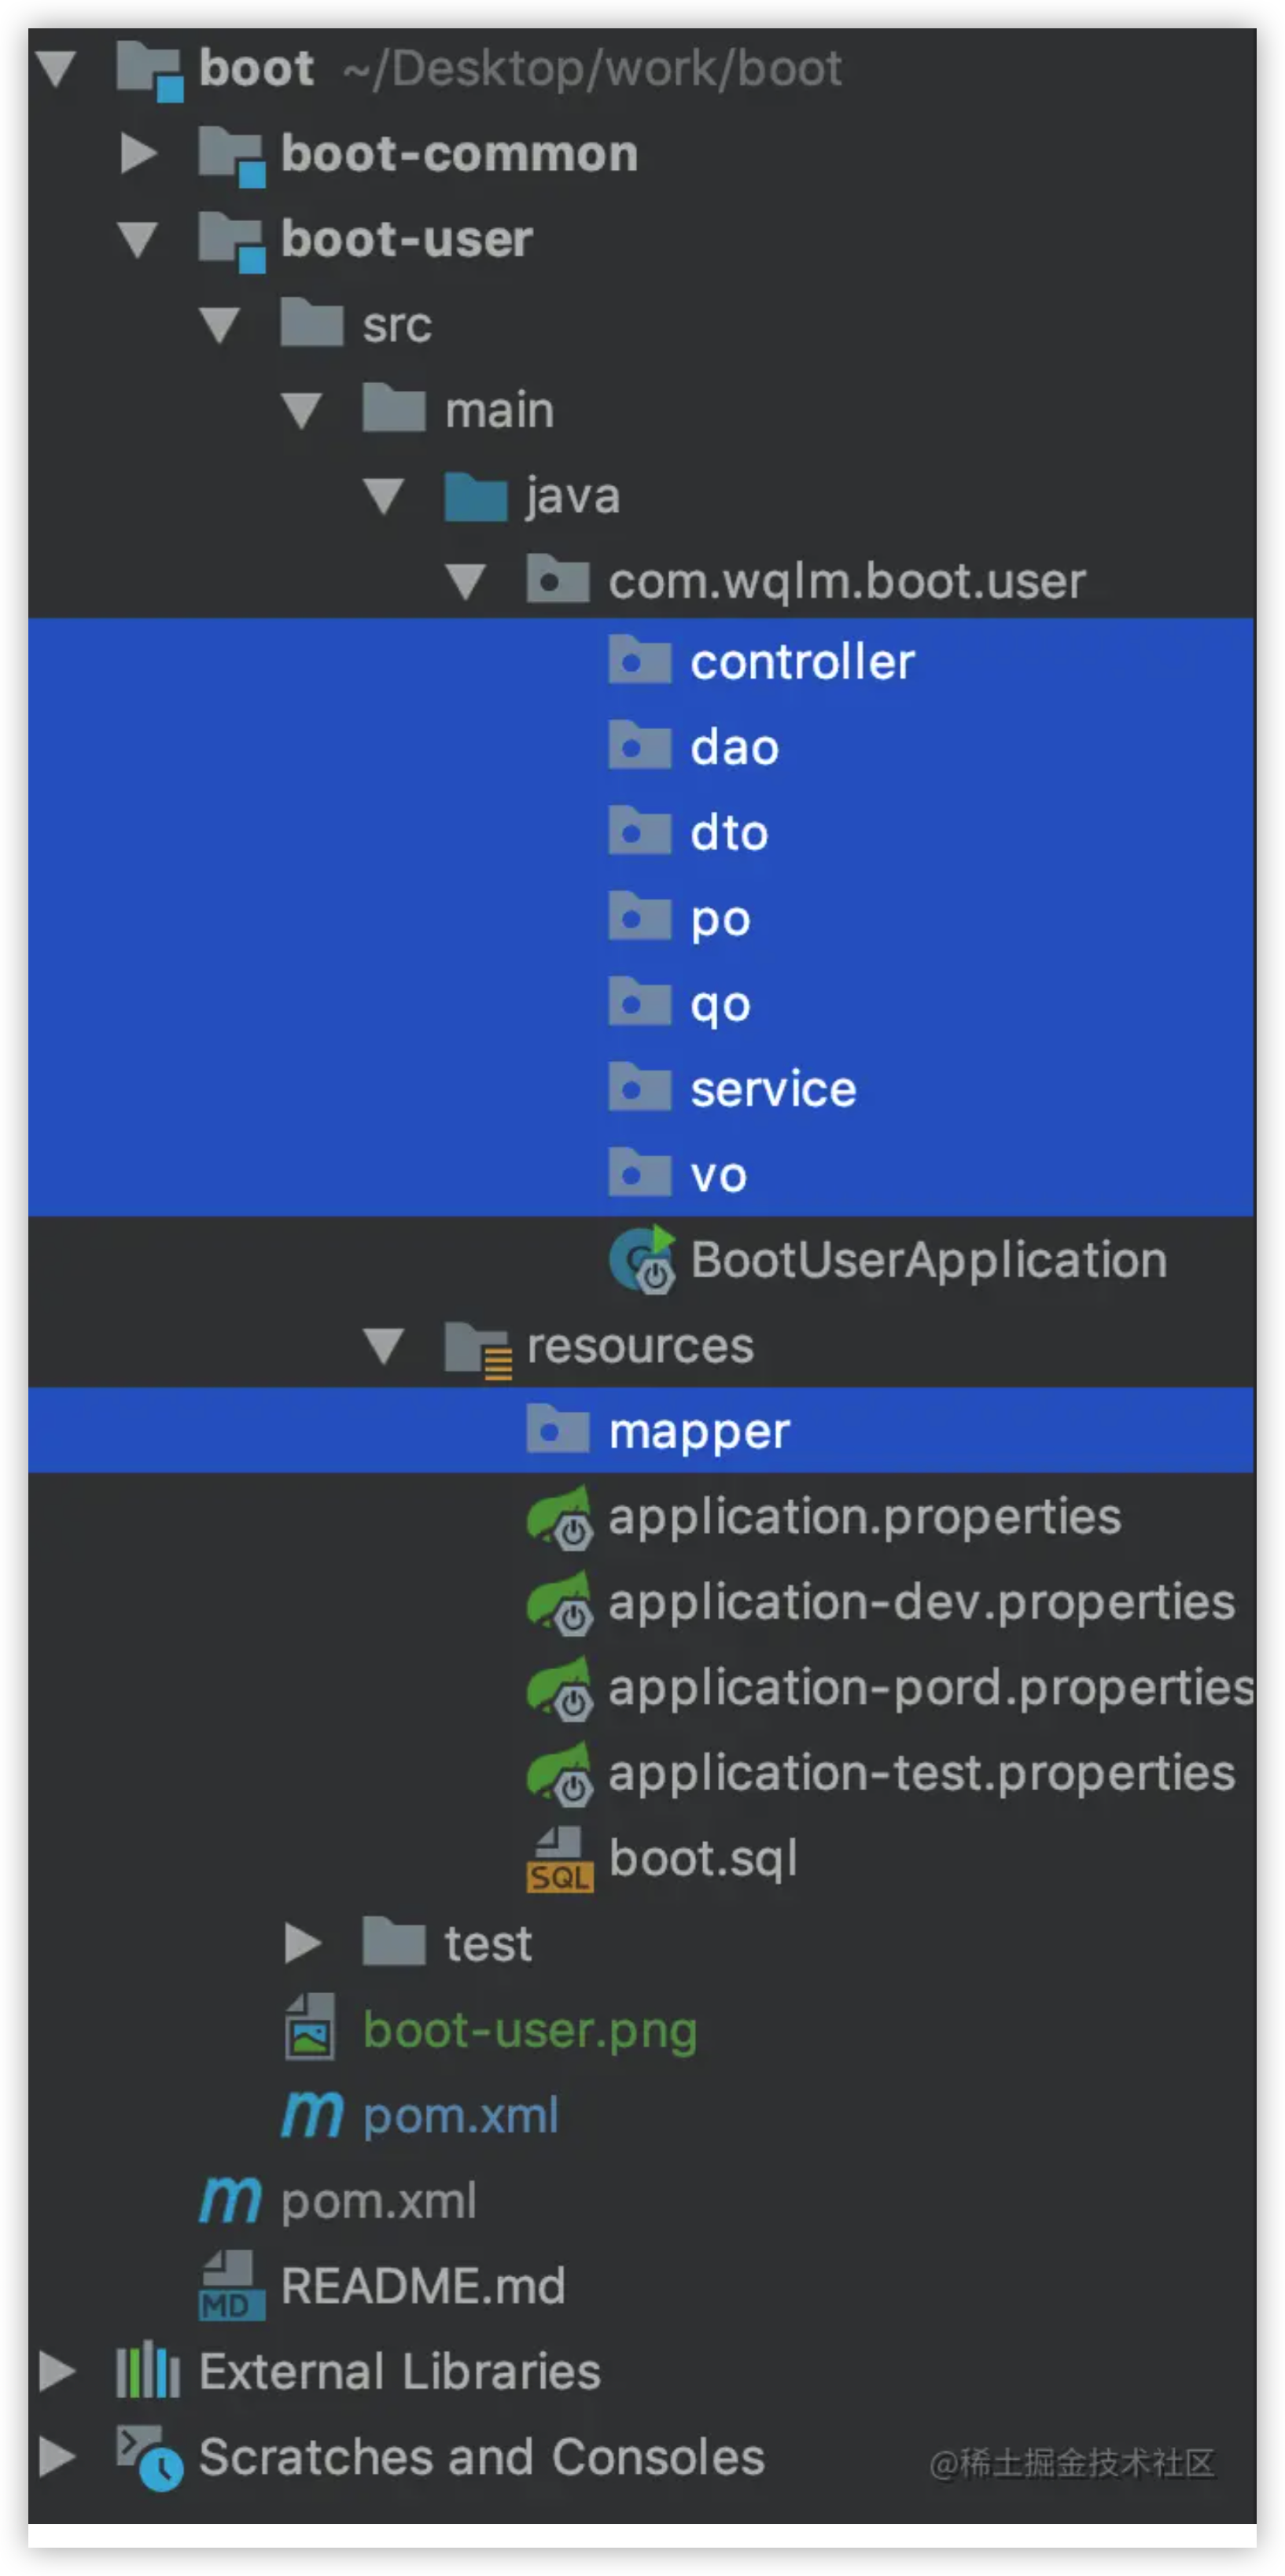 boot ~/Desktop/work/boot
boot-common
boot-user
src
main
java
com.wqlm.boot.user
controller
dao
dto
po
qo
service
vo
BootUserApplication
resources
mapper
application.properties
application-dev.properties
application-pord.properties
application-test.properties
SQL boot.sql
test
boot-user.png
m pom.xml
m pom.xml
MD README.md
External Libraries
Scratches and Consoles
@稀土掘金技术社区